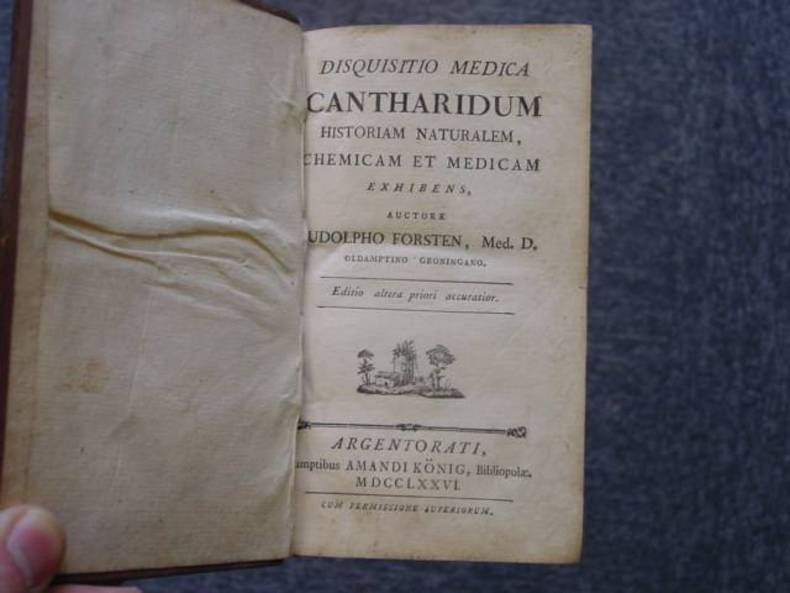 DISQUISITIO MEDICA
CANTHARIDUM
HISTORIAM NATURALEM,
CHEMICAM ET MEDICAM
EXHIBENS,
AUCTORE
UDOLPHO FORSTEN, Med. D.
OLDAMPTINO GRONINGANO.
Editio altera priori accuratior.
ARGENTORATI,
umptibus AMANDI KÖNIG, Bibliopolæ.
MDCCLXXVI.
CUM PERMISSIONE SUPERIORUM.